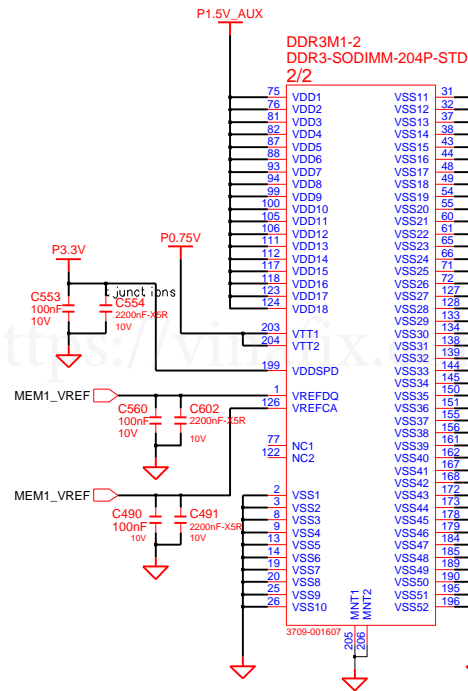 P1.5V_AUX
DDR3M1-2
DDR3-SODIMM-204P-STD
2/2
75 VDD1 VSS11 31
76 VDD2 VSS12 32
81 VDD3 VSS13 37
82 VDD4 VSS14 38
87 VDD5 VSS15 43
88 VDD6 VSS16 44
93 VDD7 VSS17 48
94 VDD8 VSS18 49
99 VDD9 VSS19 54
100 VDD10 VSS20 55
105 VDD11 VSS21 60
106 VDD12 VSS22 61
111 VDD13 VSS23 65
112 VDD14 VSS24 66
117 VDD15 VSS25 71
118 VDD16 VSS26 72
123 VDD17 VSS27 127
124 VDD18 VSS28 128
VSS29 133
203 VTT1 VSS30 134
204 VTT2 VSS31 138
VSS32 139
199 VDDSPD VSS33 144
VSS34 145
1 VREFDQ VSS35 150
126 VREFCA VSS36 151
VSS37 155
VSS38 156
77 NC1 VSS39 161
122 NC2 VSS40 162
VSS41 167
VSS42 168
2 VSS1 VSS43 172
3 VSS2 VSS44 173
8 VSS3 VSS45 178
9 VSS4 VSS46 179
13 VSS5 VSS47 184
14 VSS6 VSS48 185
19 VSS7 VSS49 189
20 VSS8 VSS50 190
25 VSS9 VSS51 195
26 VSS10 VSS52 196
MNT1
MNT2
3709-001607
205
206
P3.3V
P0.75V
junctions
C553
100nF
10V
C554
2200nF-X5R
10V
MEM1_VREF
C560
100nF
10V
C602
2200nF-X5R
10V
MEM1_VREF
C490
100nF
10V
C491
2200nF-X5R
10V